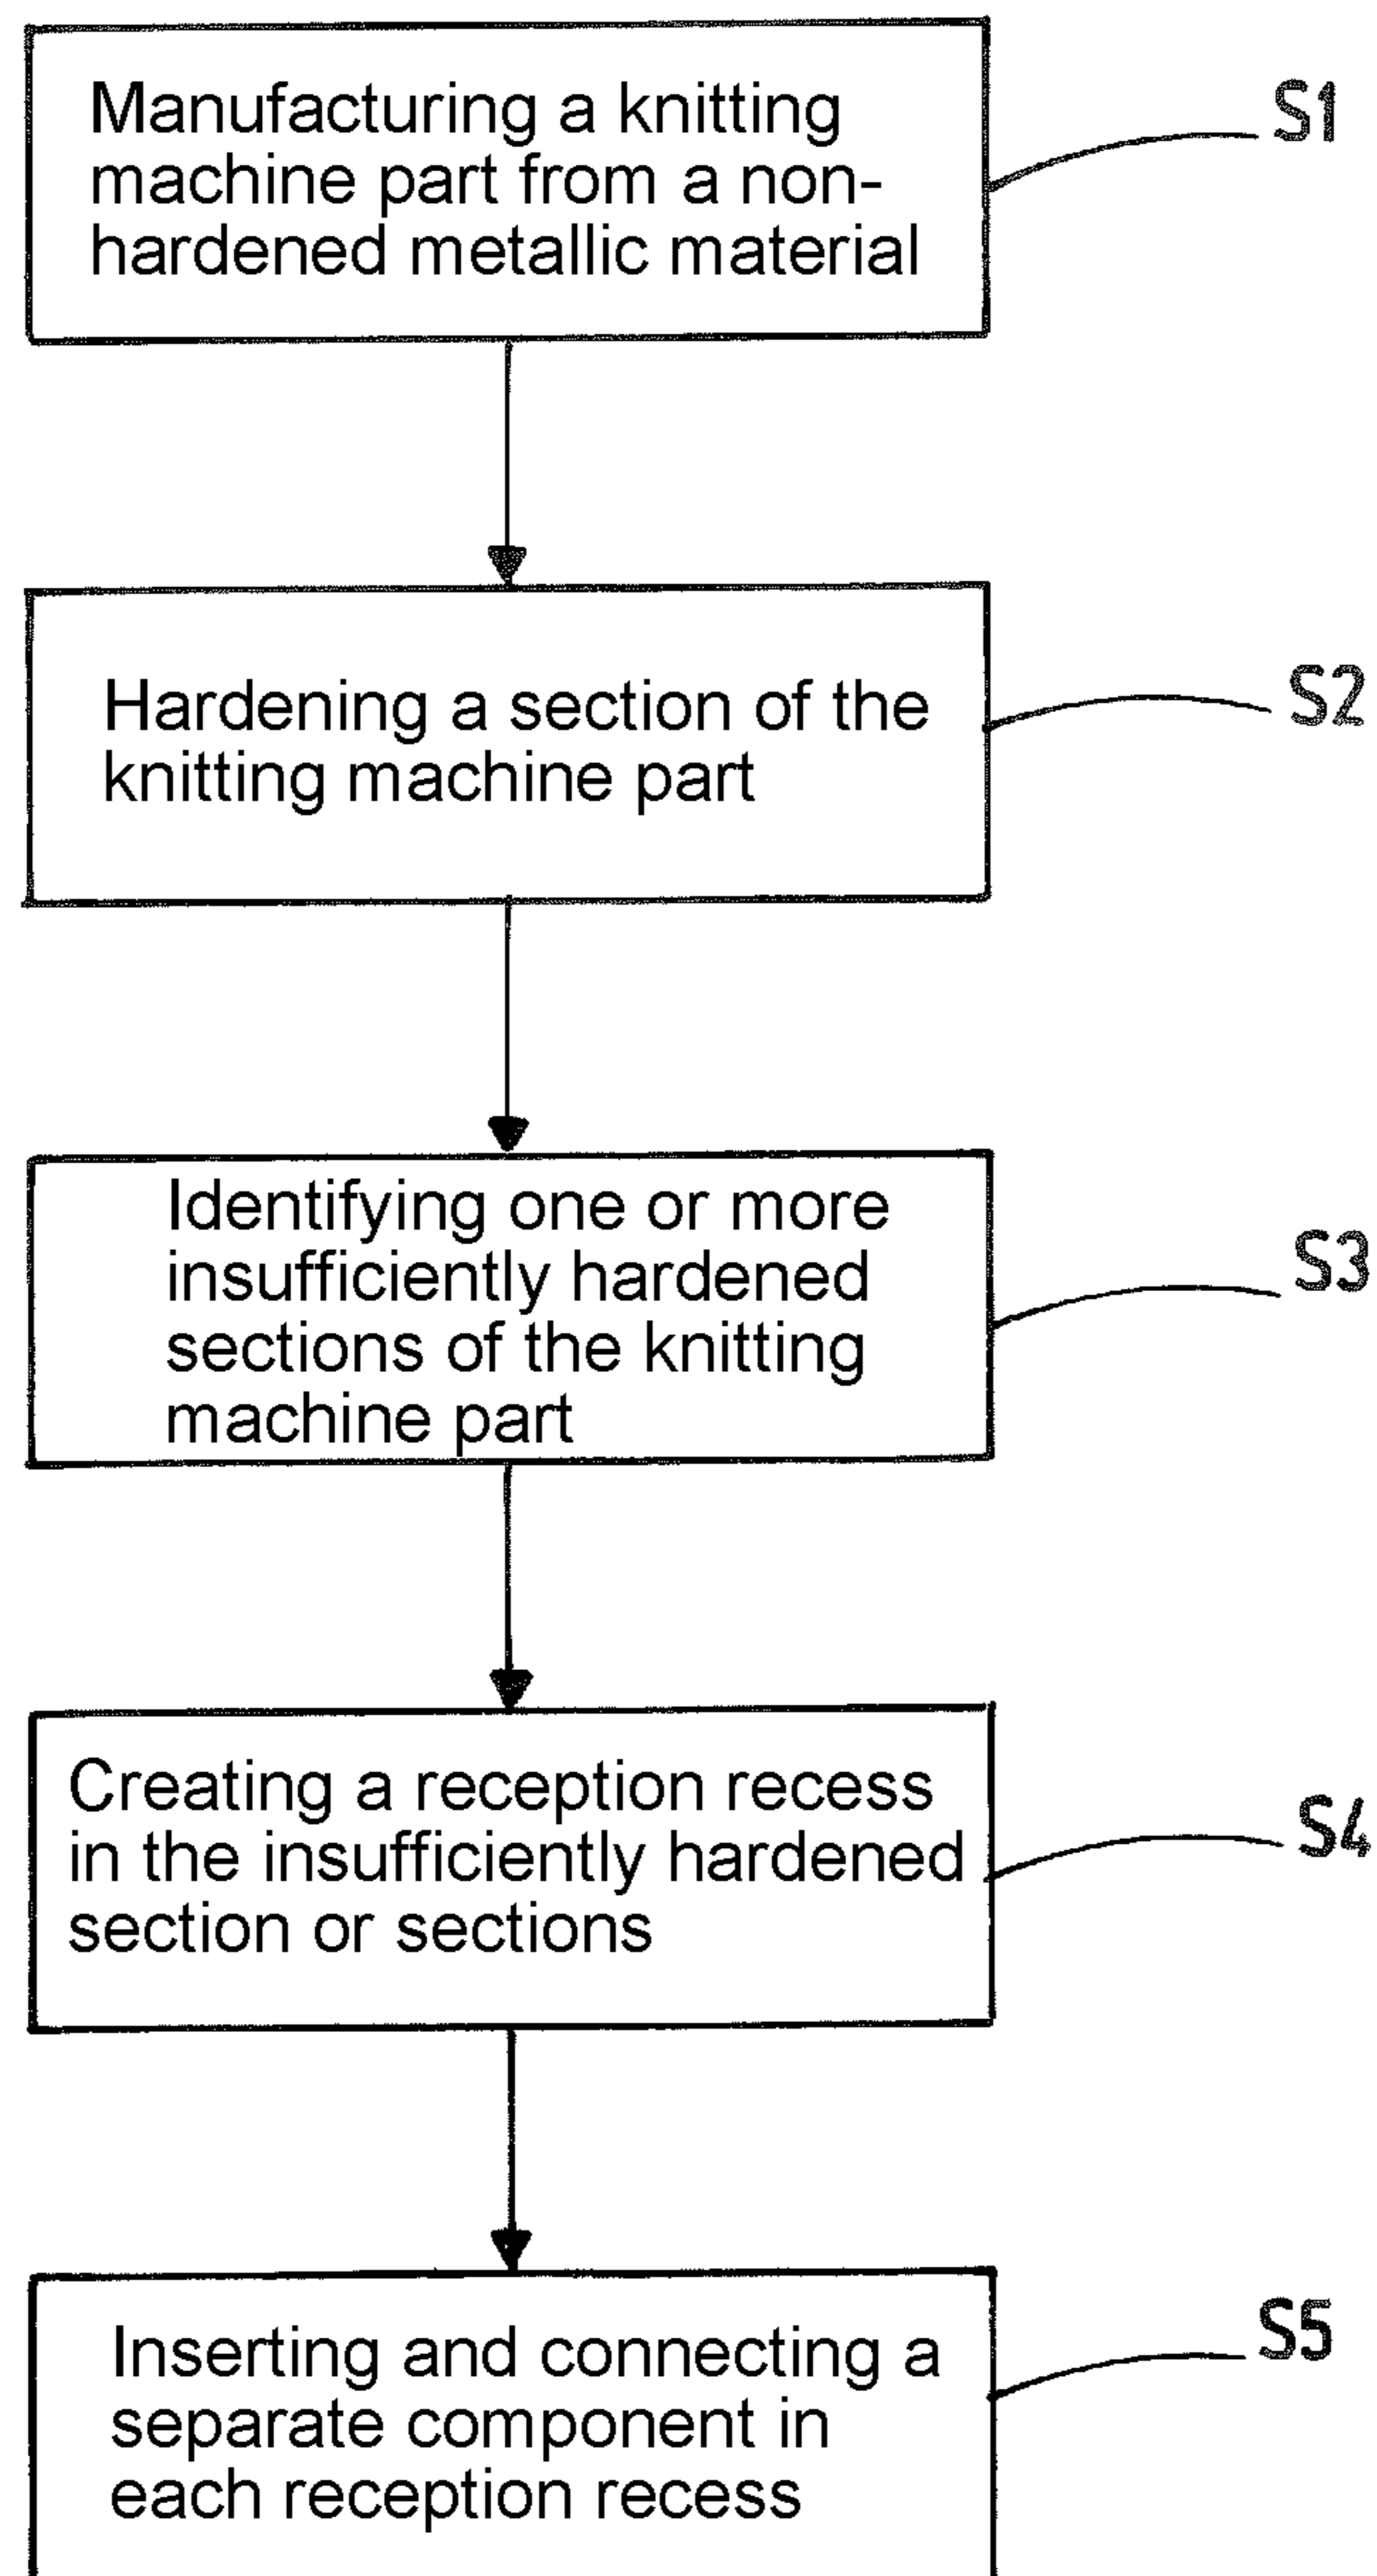 Manufacturing a knitting
machine part from a non-
hardened metallic material
S1
Hardening a section of the
knitting machine part
S2
Identifying one or more
insufficiently hardened
sections of the knitting
machine part
S3
Creating a reception recess
in the insufficiently hardened
section or sections
S4
Inserting and connecting a
separate component in
each reception recess
S5